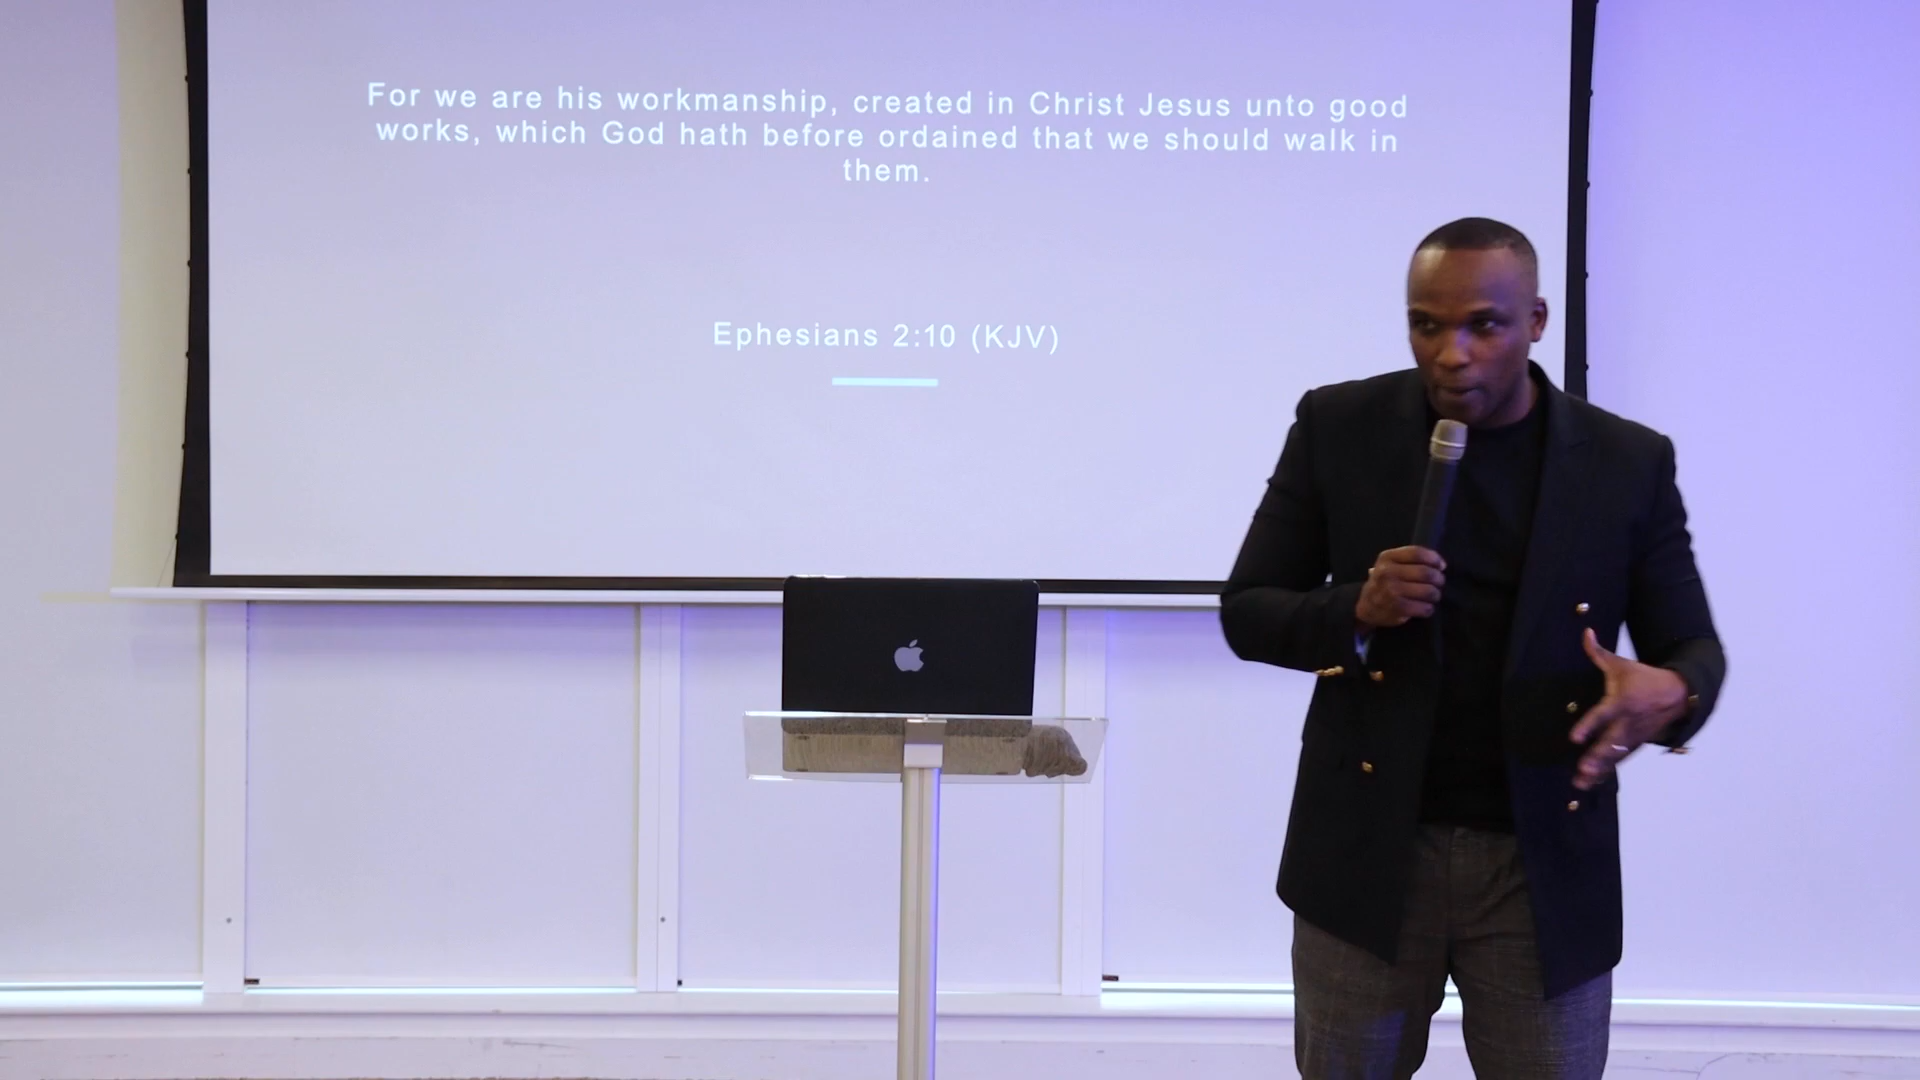 For we are his workmanship, created in Christ Jesus unto good
works, which God hath before ordained that we should walk in
them.
Ephesians 2:10 (KJV)